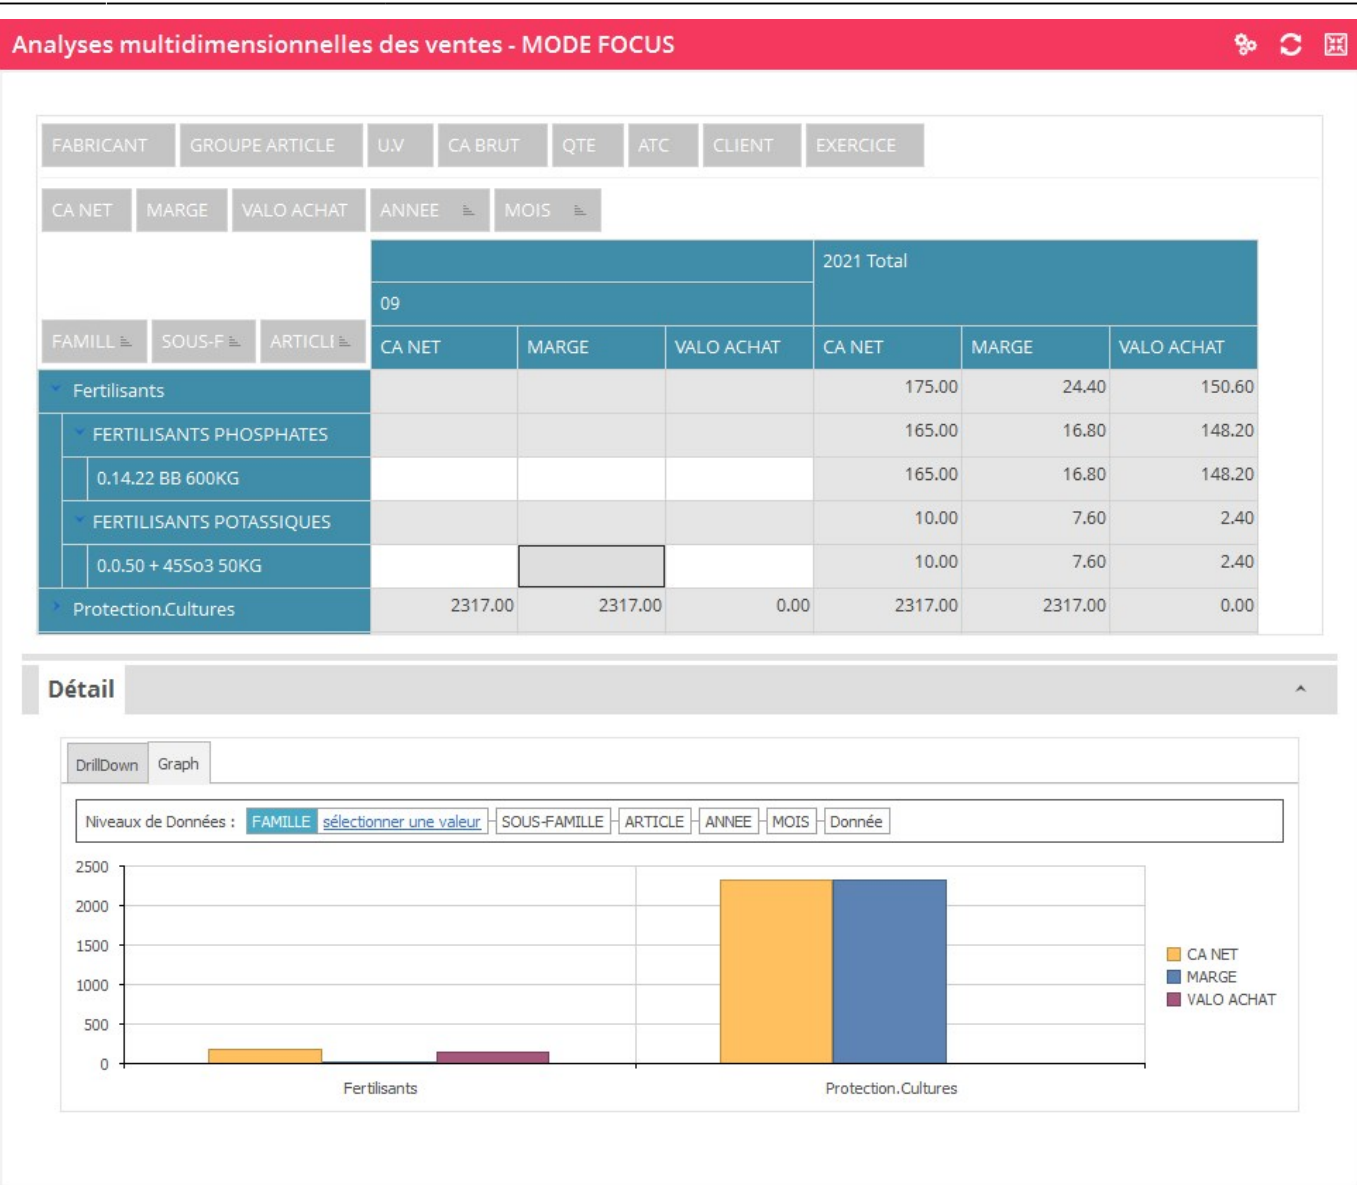 Analyses multidimensionnelles des ventes - MODE FOCUS
FABRICANT GROUPE ARTICLE U.V CA BRUT QTE ATC CLIENT EXERCICE
CA NET MARGE VALO ACHAT ANNEE MOIS
2021 Total
09
FAMILL SOUS-F ARTICLE CA NET MARGE VALO ACHAT CA NET MARGE VALO ACHAT
Fertilisants 175.00 24.40 150.60
FERTILISANTS PHOSPHATES 165.00 16.80 148.20
0.14.22 BB 600KG 165.00 16.80 148.20
FERTILISANTS POTASSIQUES 10.00 7.60 2.40
0.0.50 + 45So3 50KG 10.00 7.60 2.40
Protection.Cultures 2317.00 2317.00 0.00 2317.00 2317.00 0.00
Détail
DrillDown Graph
Niveaux de Données : FAMILLE sélectionner une valeur SOUS-FAMILLE ARTICLE ANNEE MOIS Donnée
2500
2000
1500
1000
500
0
CA NET
MARGE
VALO ACHAT
Fertilisants Protection.Cultures